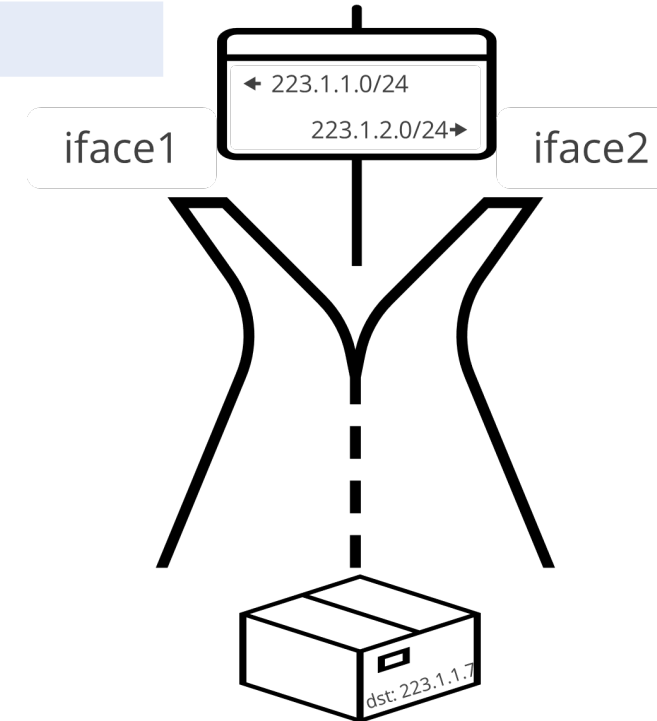 ← 223.1.1.0/24
223.1.2.0/24→
iface1
iface2
dst: 223.1.1.7